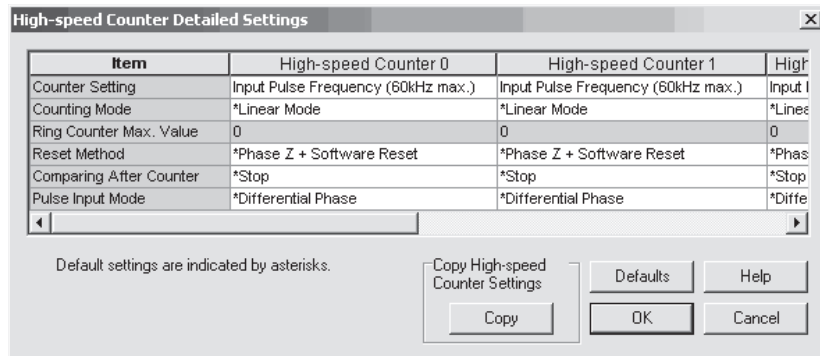 High-speed Counter Detailed Settings
Item High-speed Counter 0 High-speed Counter 1 High
Counter Setting Input Pulse Frequency (60kHz max.) Input Pulse Frequency (60kHz max.) Input
Counting Mode *Linear Mode *Linear Mode *Linea
Ring Counter Max. Value 0 0 0
Reset Method *Phase Z + Software Reset *Phase Z + Software Reset *Phas
Comparing After Counter *Stop *Stop *Stop
Pulse Input Mode *Differential Phase *Differential Phase *Diffe
Default settings are indicated by asterisks.
Copy High-speed
Counter Settings
Copy
Defaults
Help
OK
Cancel